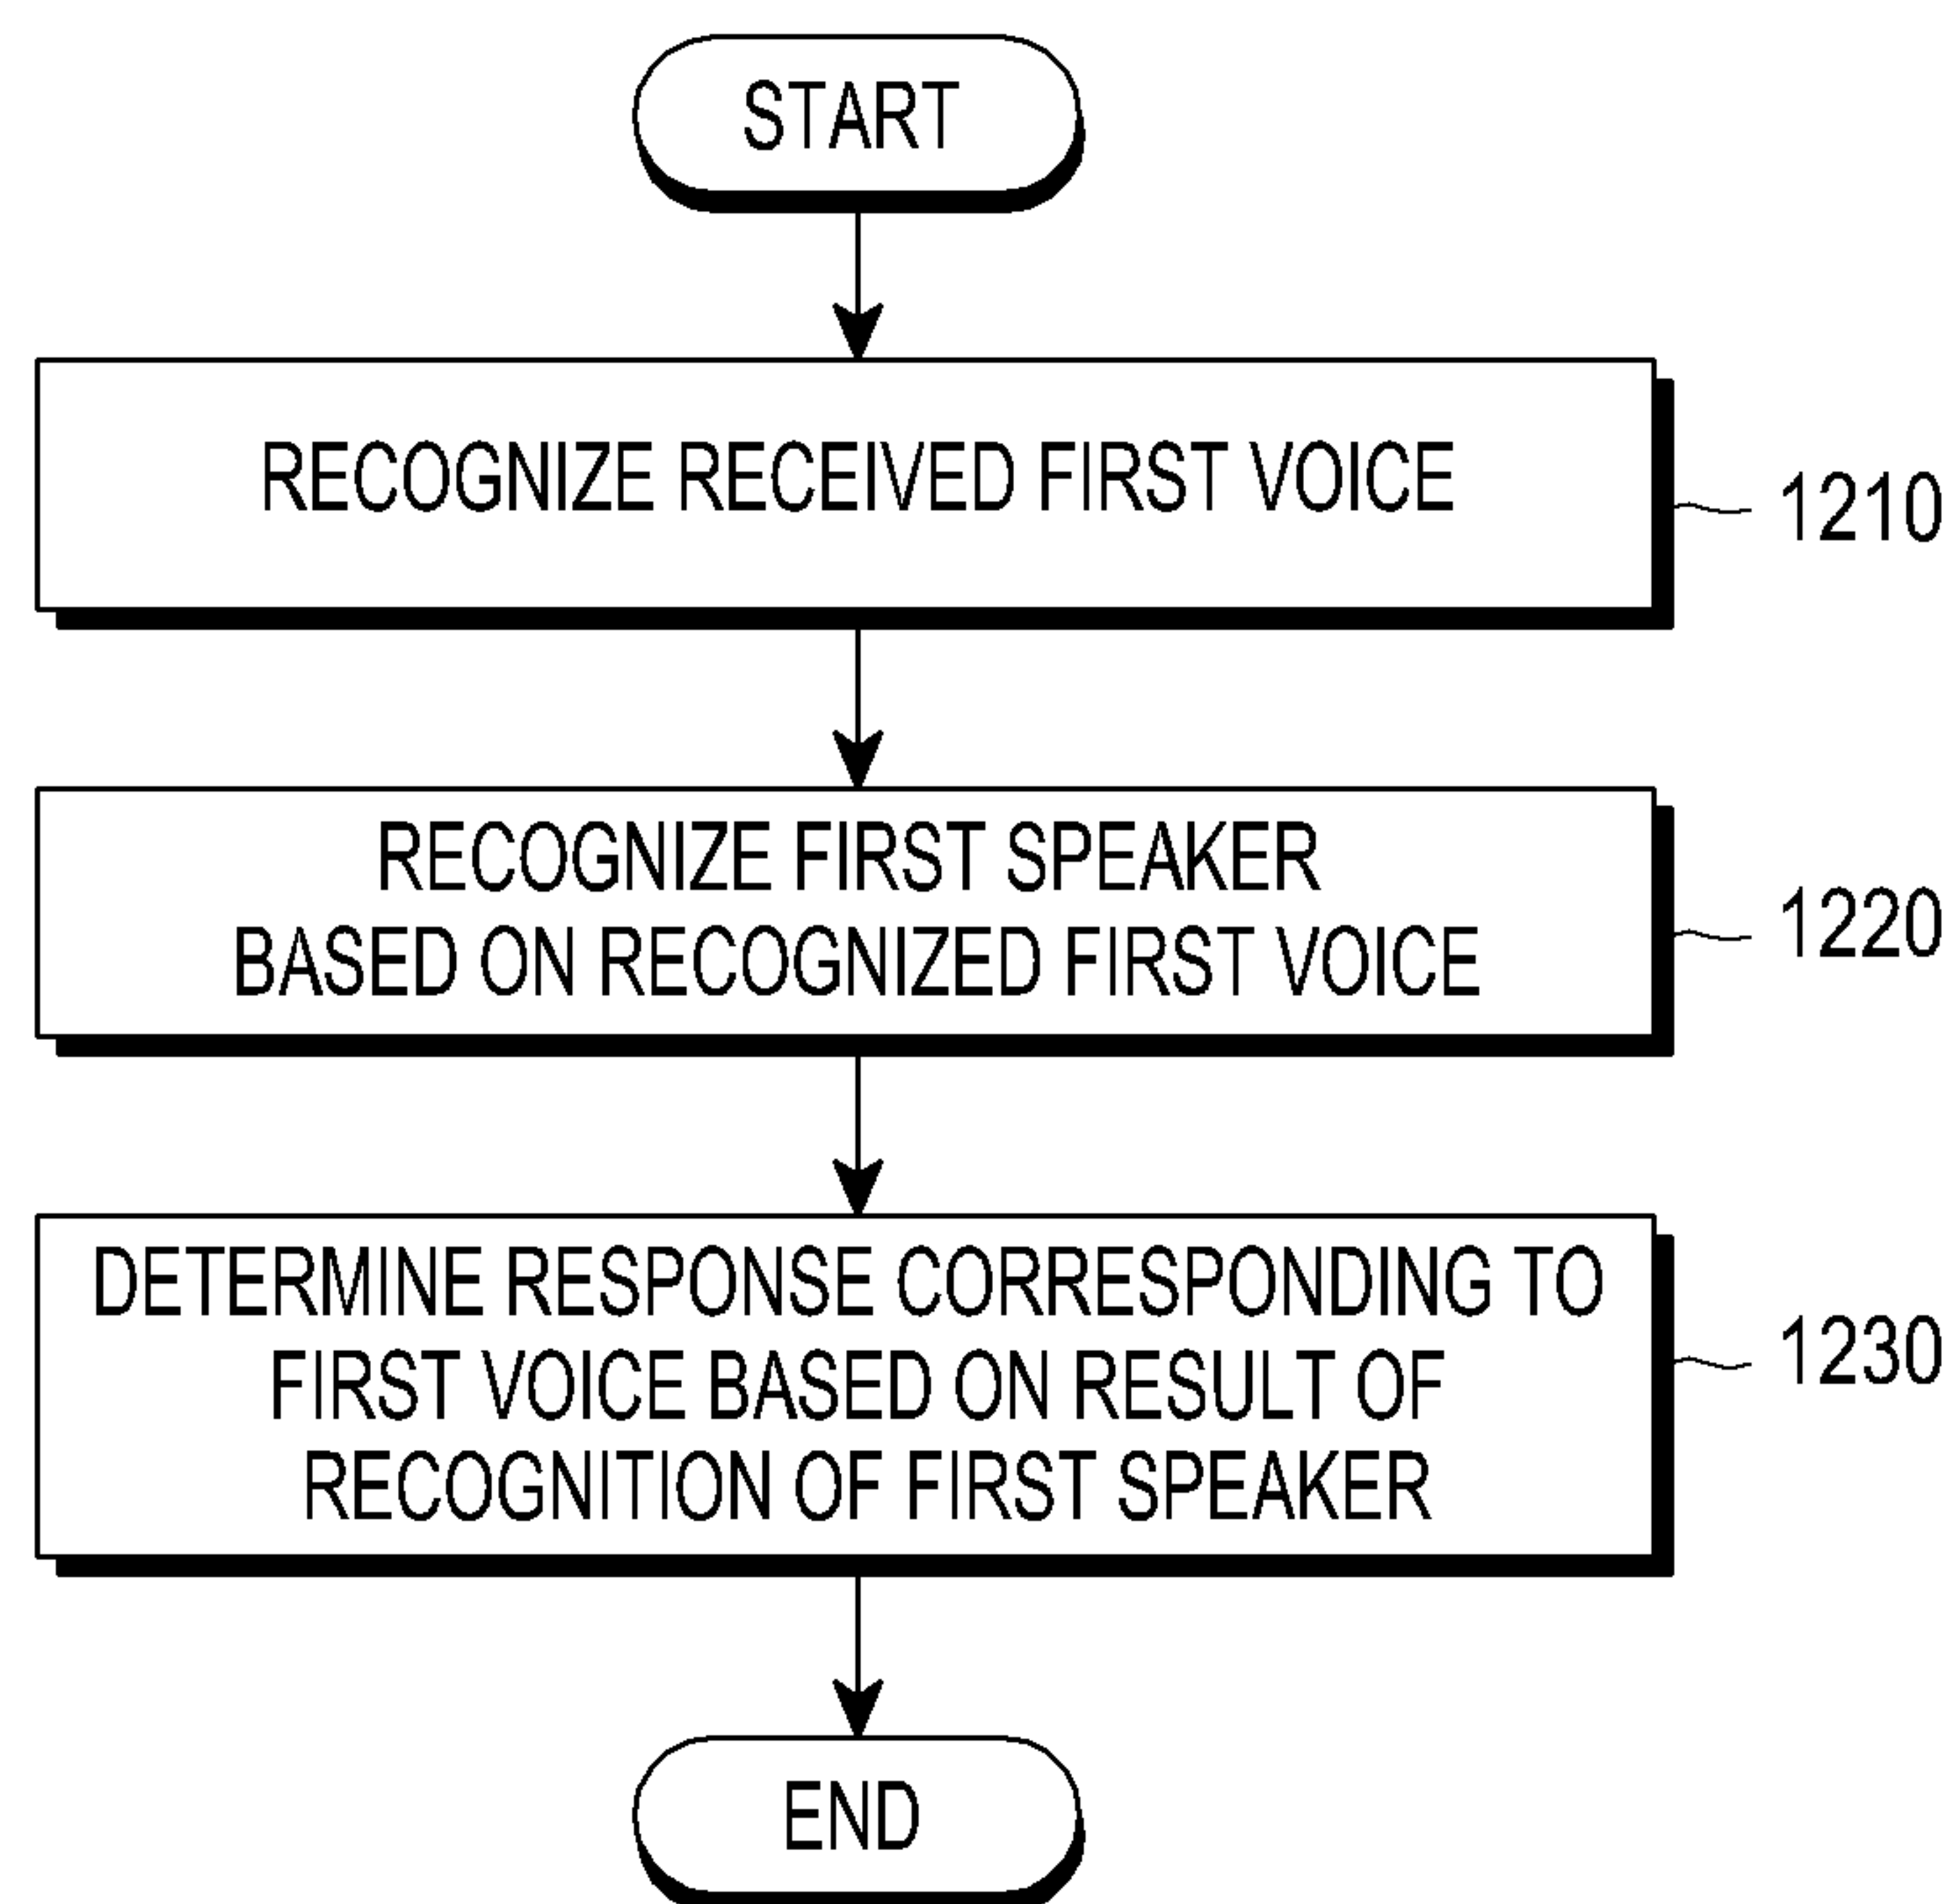 START
RECOGNIZE RECEIVED FIRST VOICE
1210
RECOGNIZE FIRST SPEAKER
BASED ON RECOGNIZED FIRST VOICE
1220
DETERMINE RESPONSE CORRESPONDING TO
FIRST VOICE BASED ON RESULT OF
RECOGNITION OF FIRST SPEAKER
1230
END